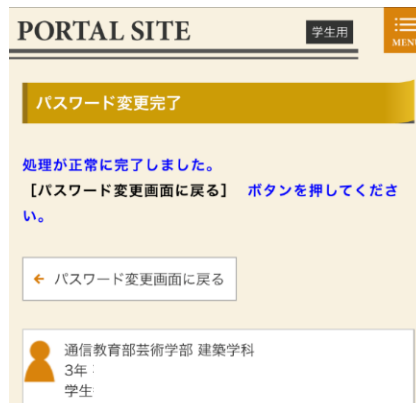 PORTAL SITE
学生用
MENU
パスワード変更完了
処理が正常に完了しました。
［パスワード変更画面に戻る］ ボタンを押してくださ
い。
← パスワード変更画面に戻る
通信教育部芸術学部 建築学科
3年
学生